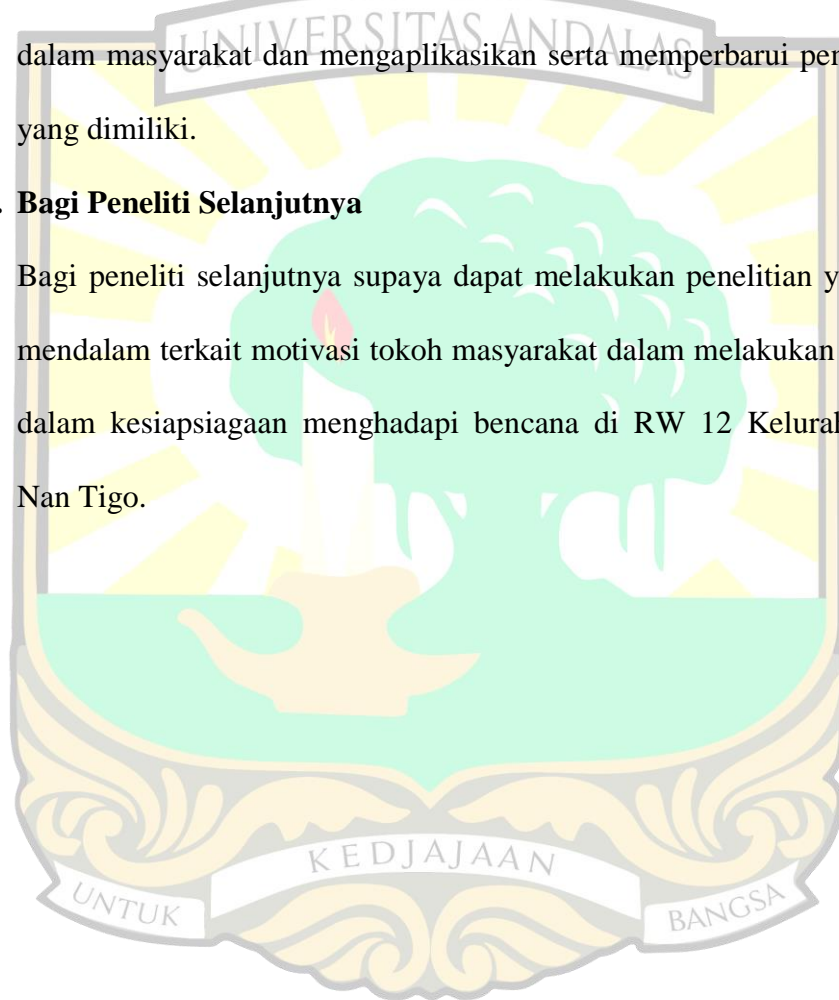 UNIVERSITAS ANDALAS
dalam masyarakat dan mengaplikasikan serta memperbarui
yang dimiliki.
. Bagi Peneliti Selanjutnya
Bagi peneliti selanjutnya supaya dapat melakukan penelitian
mendalam terkait motivasi tokoh masyarakat dalam melakukan
dalam kesiapsiagaan menghadapi bencana di RW 12
Nan Tigo.
KEDJAJAAN
UNTUK BANGSA